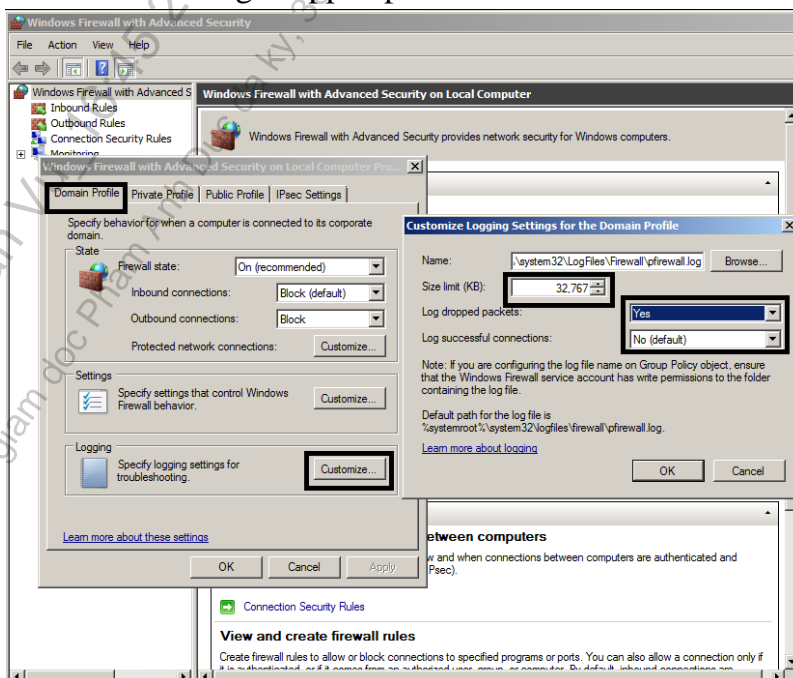 Windows Firewall with Advanced Security
File Action View Help
Windows Firewall with Advanced S
Inbound Rules
Outbound Rules
Connection Security Rules
Monitoring
Windows Firewall with Advanced Security on Local Computer
Windows Firewall with Advanced Security provides network security for Windows computers.
Windows Firewall with Advanced Security on Local Computer Pro...
Domain Profile Private Profile Public Profile IPsec Settings
Specify behavior for when a computer is connected to its corporate
domain.
State
Firewall state: On (recommended)
Inbound connections: Block (default)
Outbound connections: Block
Protected network connections: Customize...
Settings
Specify settings that control Windows
Firewall behavior.
Customize...
Logging
Specify logging settings for
troubleshooting.
Customize...
Learn more about these settings
OK Cancel Apply
Customize Logging Settings for the Domain Profile
Name: .\system32\LogFiles\Firewall\pfirewall.log Browse...
Size limit (KB): 32,767
Log dropped packets: Yes
Log successful connections: No (default)
Note: If you are configuring the log file name on Group Policy object, ensure
that the Windows Firewall service account has write permissions to the folder
containing the log file.
Default path for the log file is
%systemroot%\system32\logfiles\firewall\pfirewall.log.
Learn more about logging
OK Cancel
etween computers
w and when connections between computers are authenticated and
Psec).
Connection Security Rules
View and create firewall rules
Create firewall rules to allow or block connections to specified programs or ports. You can also allow a connection only if
giam doc Pham Anh Duc da ky, 3
Vu_16:45 2